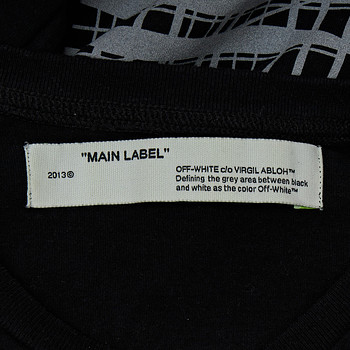 "MAIN LABEL"
2013©
OFF-WHITE c/o VIRGIL ABLOH™
Defining the grey area between black
and white as the color Off-White™